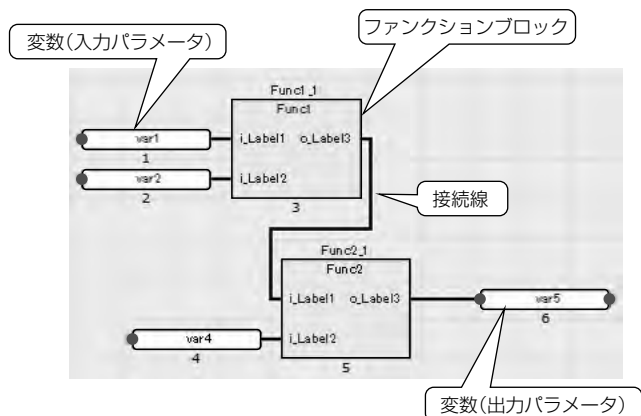 変数(入力パラメータ)
ファンクションブロック
Func1_1
Func1
var1
i_Label1 o_Label3
1
var2
i_Label2
2
3
接続線
Func2_1
Func2
i_Label1 o_Label3
var5
6
var4
i_Label2
4
5
変数(出力パラメータ)